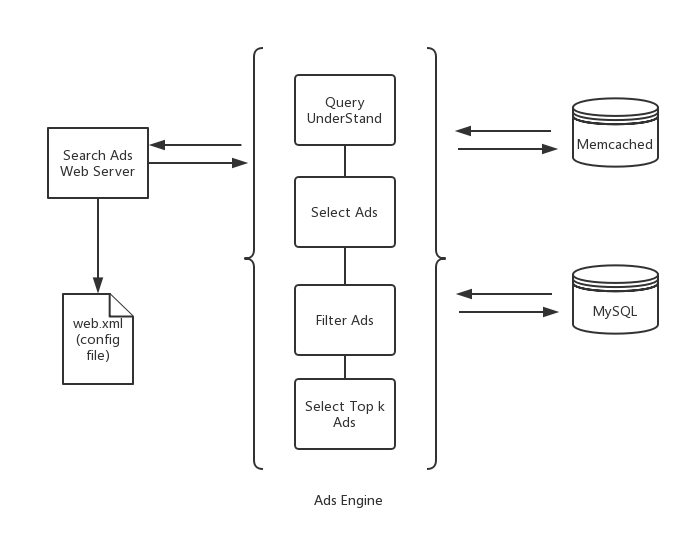 Query
UnderStand
Search Ads
Web Server
Memcached
Select Ads
web.xml
(config
file)
Filter Ads
MySQL
Select Top k
Ads
Ads Engine